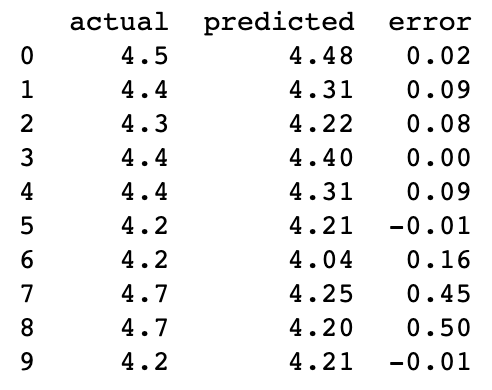 actual predicted error
0 4.5 4.48 0.02
1 4.4 4.31 0.09
2 4.3 4.22 0.08
3 4.4 4.40 0.00
4 4.4 4.31 0.09
5 4.2 4.21 -0.01
6 4.2 4.04 0.16
7 4.7 4.25 0.45
8 4.7 4.20 0.50
9 4.2 4.21 -0.01